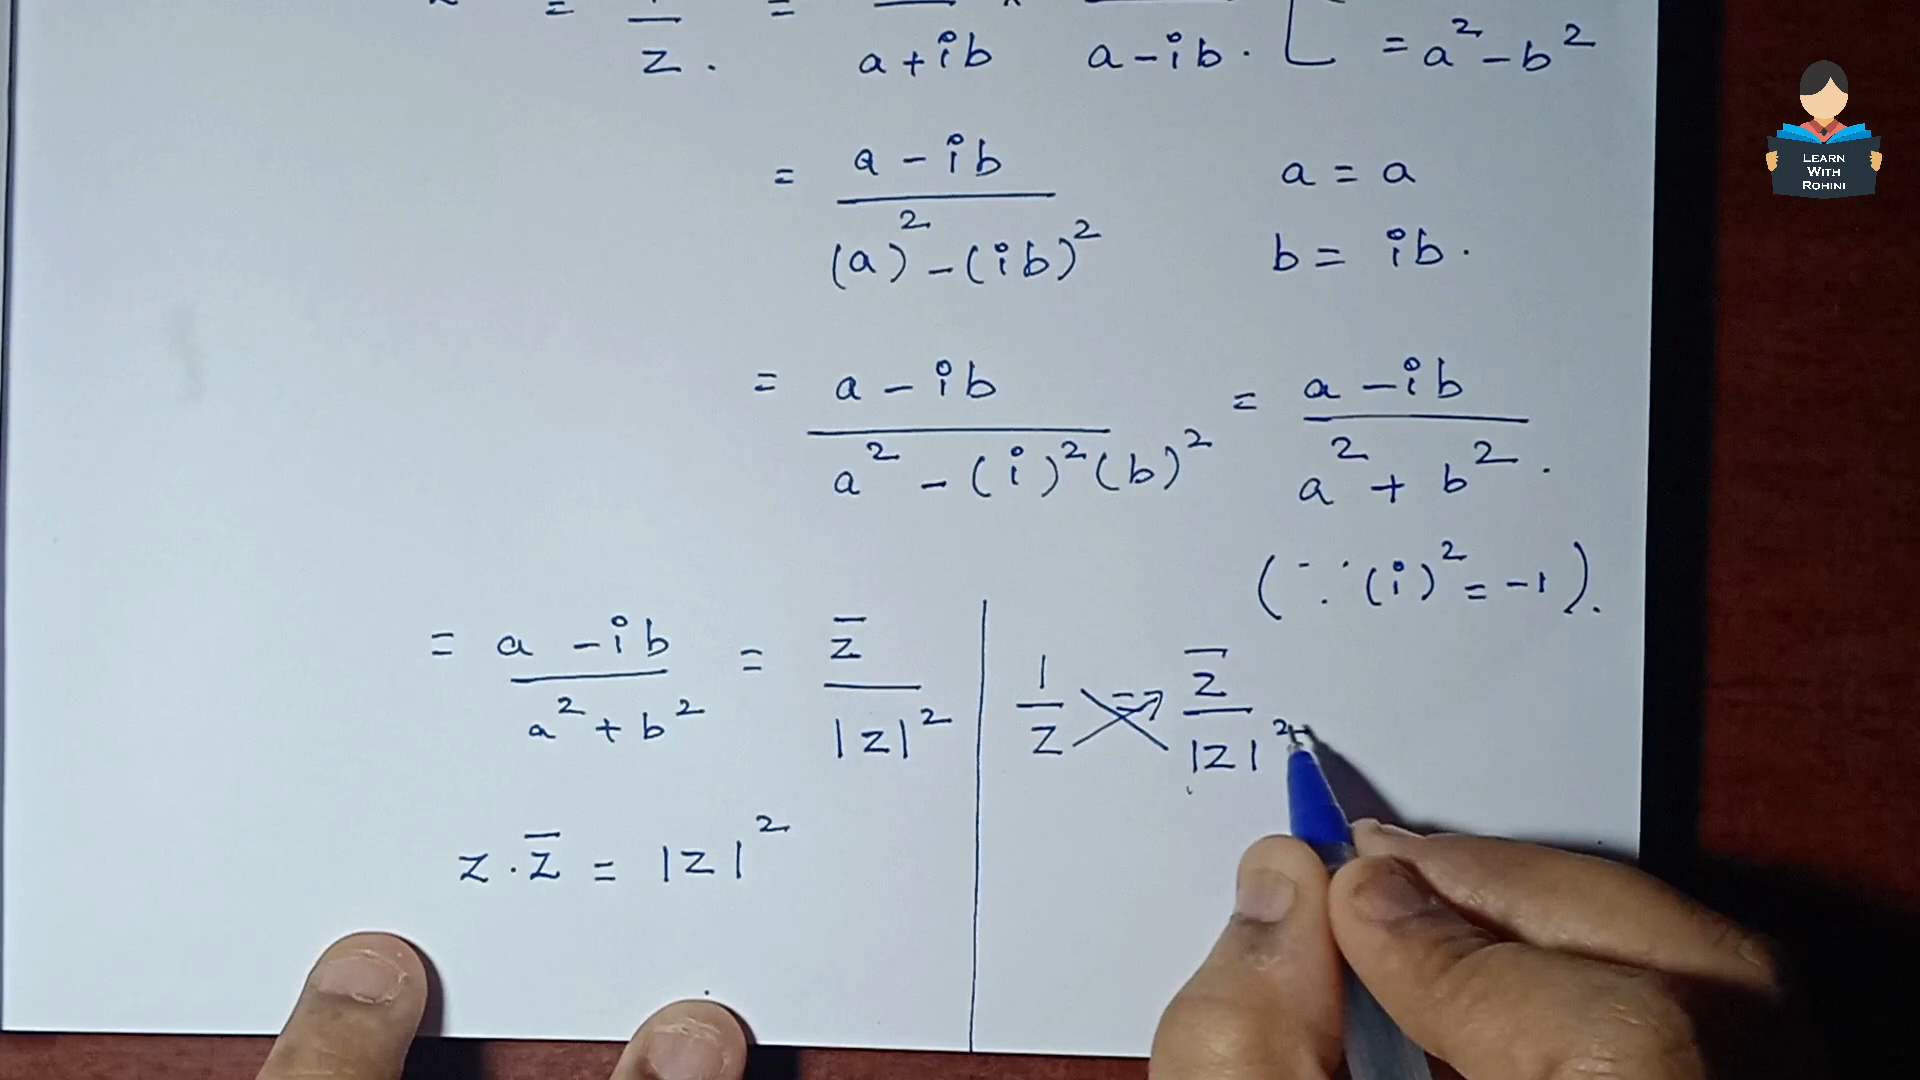 = 1/z . = /a+ib × /a-ib . [ = a² - b²
= a - ib / (a)² - (ib)²
a = a
b = ib .
= a - ib / a² - (i)²(b)² = a - ib / a² + b² .
(∵ (i)² = -1) .
= a - ib / a² + b² = z̅ / |z|²
1/z = z̅ / |z|²
z . z̅ = |z|²
LEARN
With
ROHINI